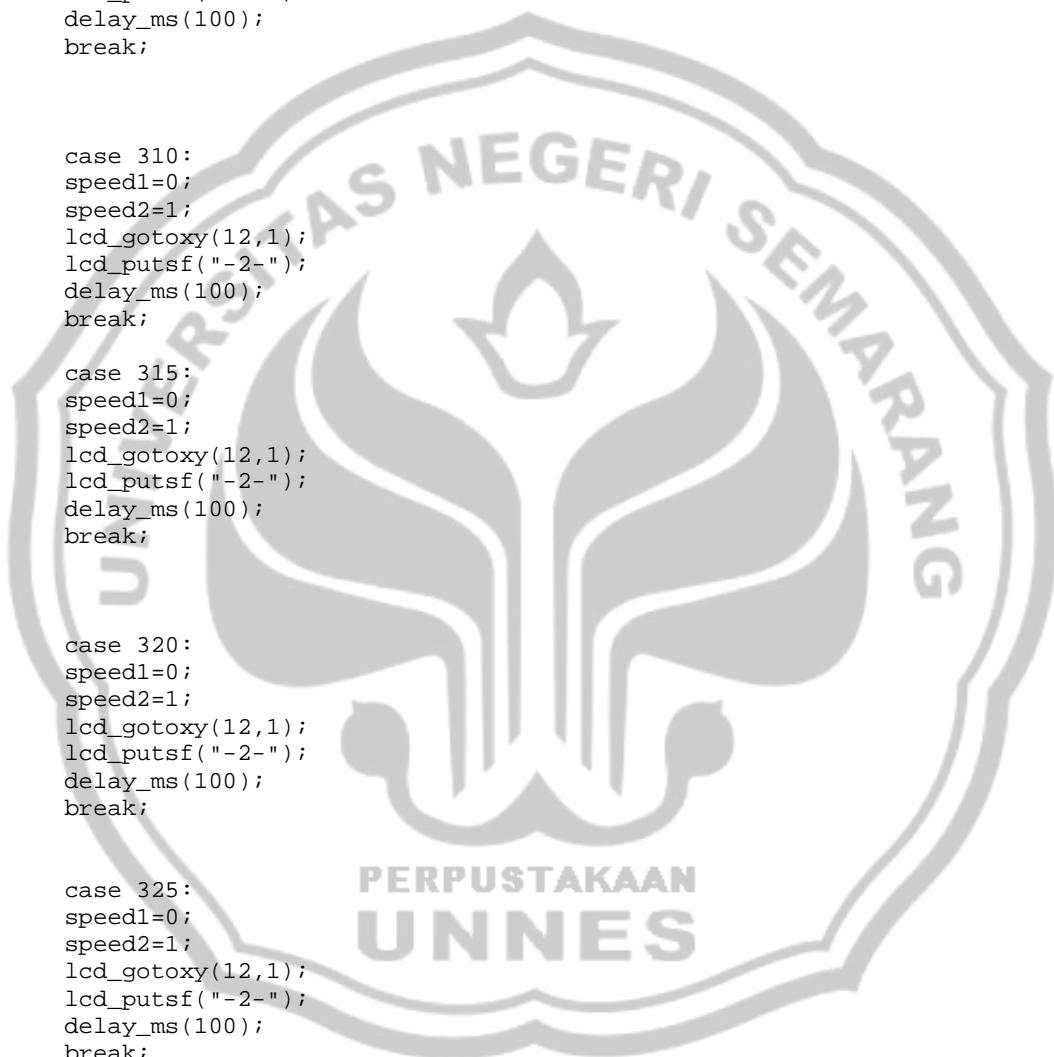 delay_ms(100);
break;
case 310:
speed1=0;
speed2=1;
lcd_gotoxy(12,1);
lcd_putsf("-2-");
delay_ms(100);
break;
case 315:
speed1=0;
speed2=1;
lcd_gotoxy(12,1);
lcd_putsf("-2-");
delay_ms(100);
break;
case 320:
speed1=0;
speed2=1;
lcd_gotoxy(12,1);
lcd_putsf("-2-");
delay_ms(100);
break;
case 325:
speed1=0;
speed2=1;
lcd_gotoxy(12,1);
lcd_putsf("-2-");
delay_ms(100);
break;
UNIVERSITAS NEGERI SEMARANG
PERPUSTAKAAN
UNNES